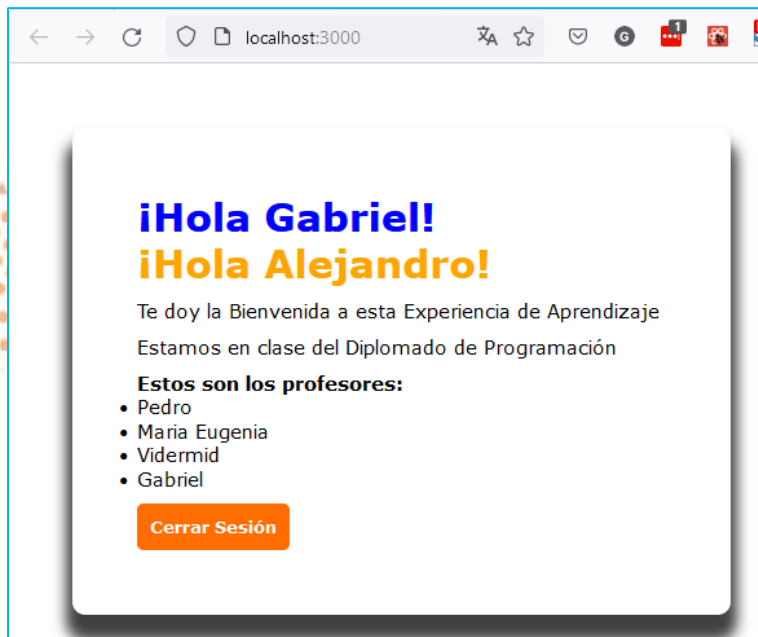 localhost:3000
G
1
¡Hola Gabriel!
¡Hola Alejandro!
Te doy la Bienvenida a esta Experiencia de Aprendizaje
Estamos en clase del Diplomado de Programación
Estos son los profesores:
• Pedro
• Maria Eugenia
• Vidermid
• Gabriel
Cerrar Sesión